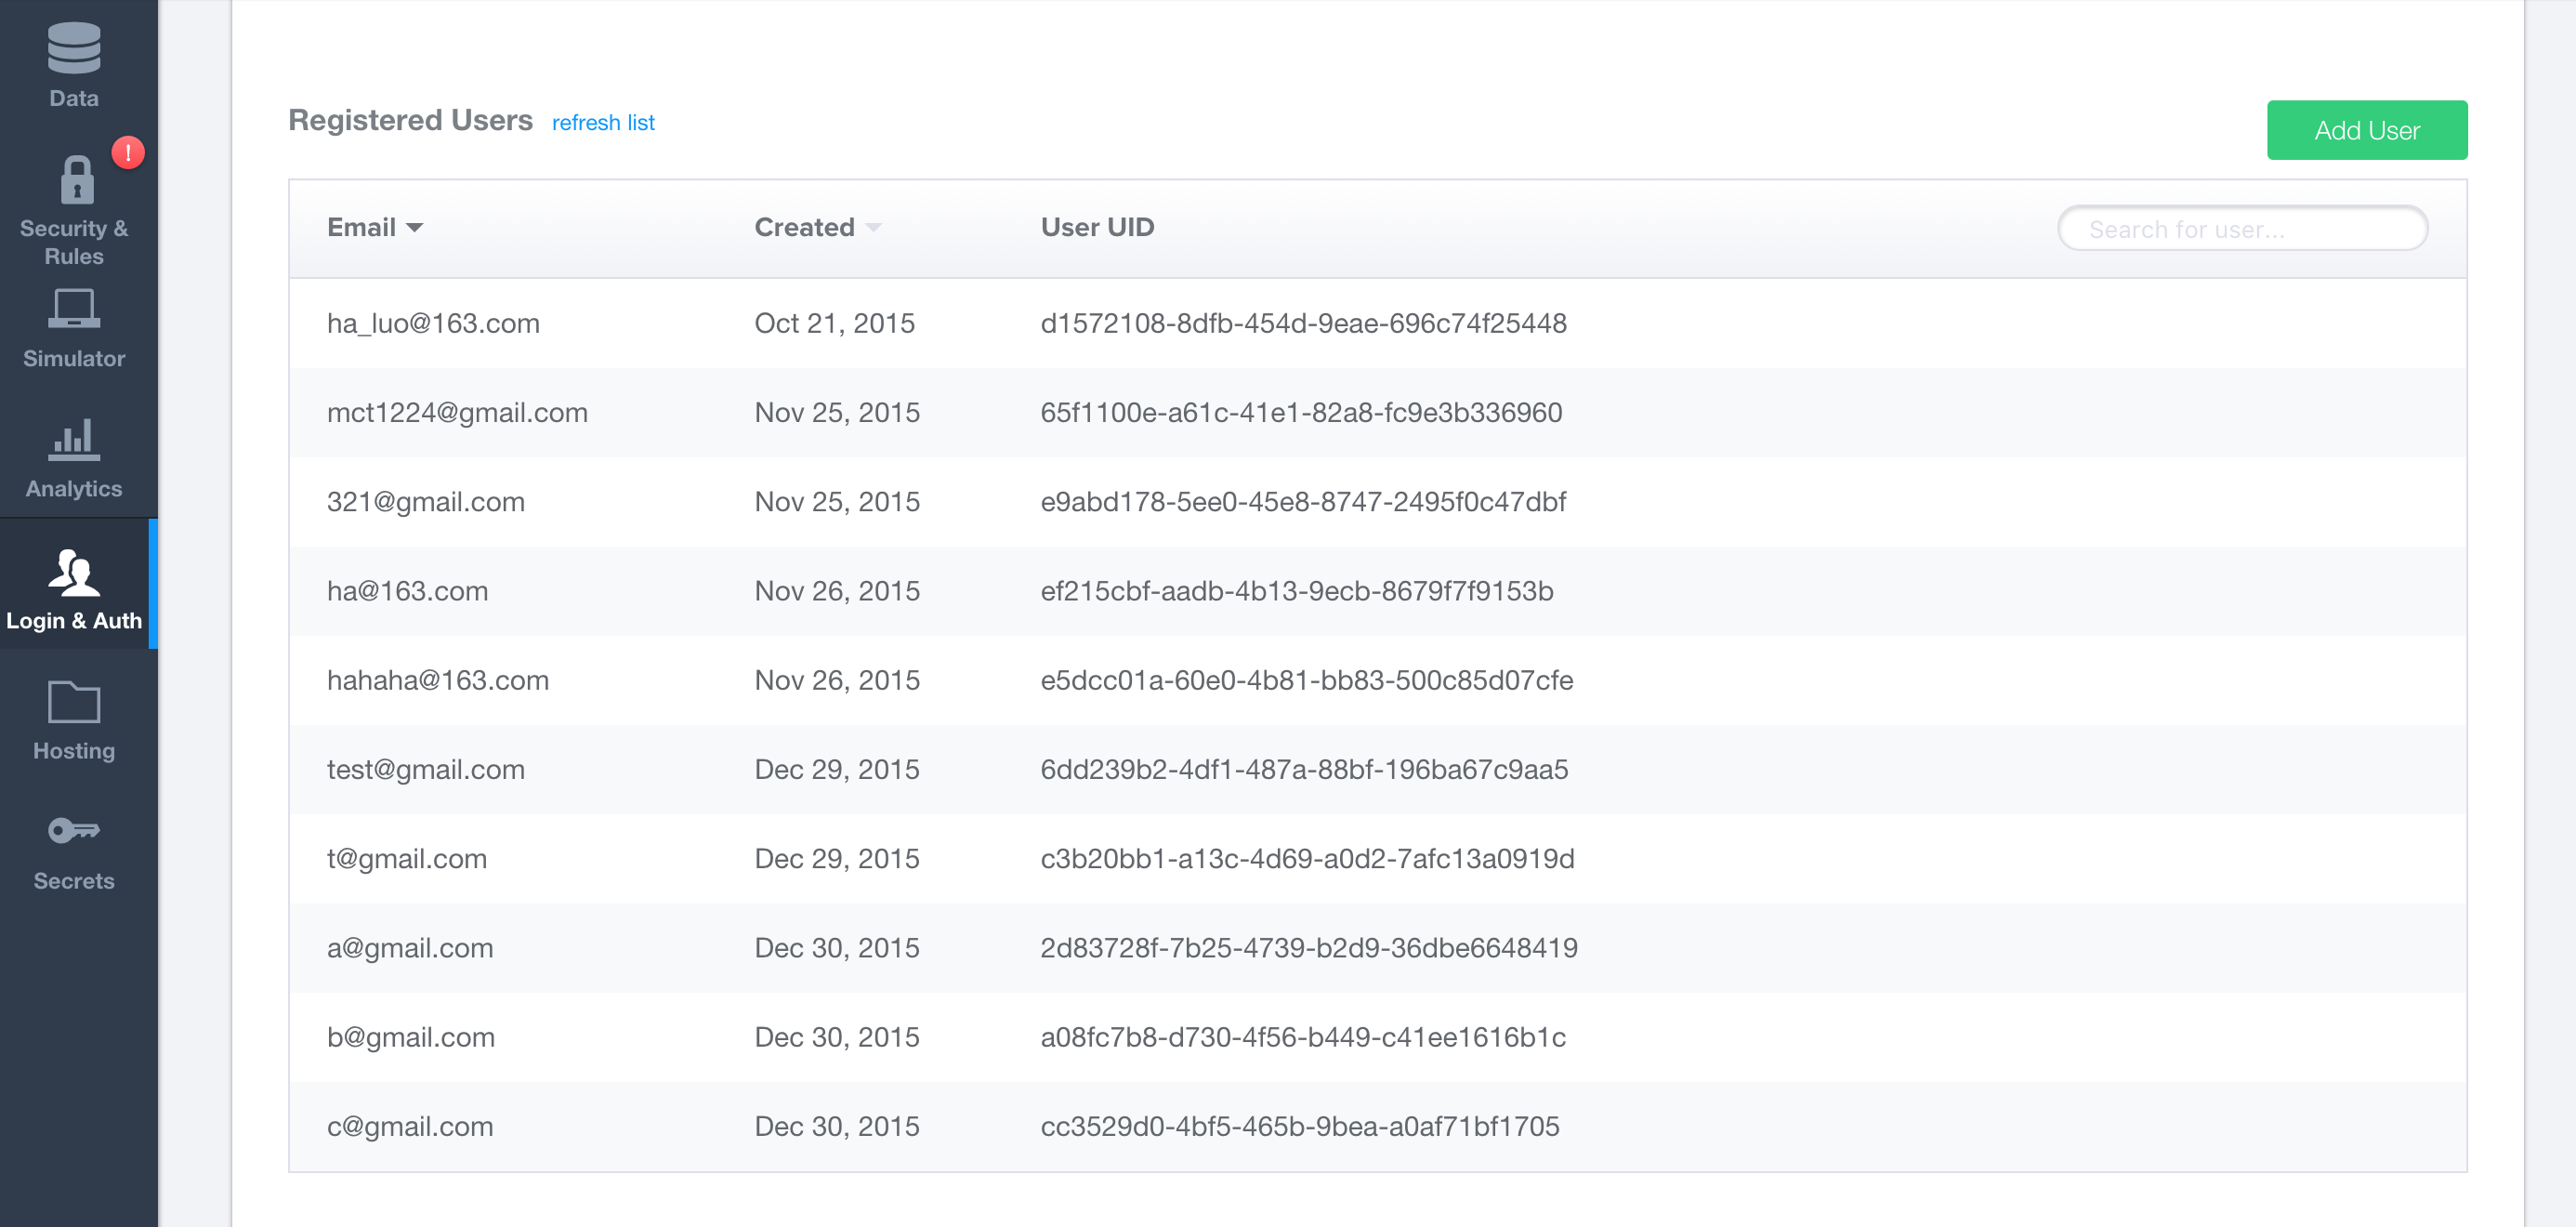 Data
!
Security &
Rules
Simulator
Analytics
Login & Auth
Hosting
Secrets
Registered Users refresh list
Add User
Email Created User UID Search for user...
ha_luo@163.com Oct 21, 2015 d1572108-8dfb-454d-9eae-696c74f25448
mct1224@gmail.com Nov 25, 2015 65f1100e-a61c-41e1-82a8-fc9e3b336960
321@gmail.com Nov 25, 2015 e9abd178-5ee0-45e8-8747-2495f0c47dbf
ha@163.com Nov 26, 2015 ef215cbf-aadb-4b13-9ecb-8679f7f9153b
hahaha@163.com Nov 26, 2015 e5dcc01a-60e0-4b81-bb83-500c85d07cfe
test@gmail.com Dec 29, 2015 6dd239b2-4df1-487a-88bf-196ba67c9aa5
t@gmail.com Dec 29, 2015 c3b20bb1-a13c-4d69-a0d2-7afc13a0919d
a@gmail.com Dec 30, 2015 2d83728f-7b25-4739-b2d9-36dbe6648419
b@gmail.com Dec 30, 2015 a08fc7b8-d730-4f56-b449-c41ee1616b1c
c@gmail.com Dec 30, 2015 cc3529d0-4bf5-465b-9bea-a0af71bf1705